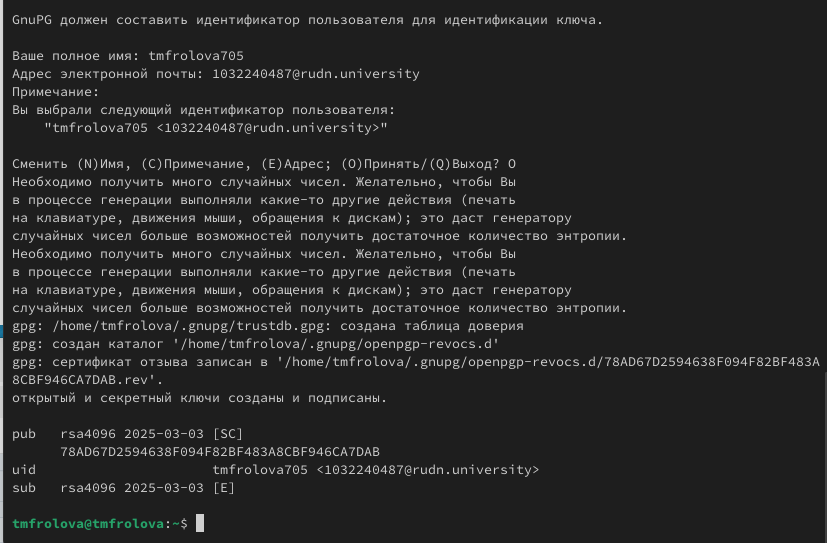 GnuPG должен составить идентификатор пользователя для идентификации ключа.
Ваше полное имя: tmfrolova705
Адрес электронной почты: 1032240487@rudn.university
Примечание:
Вы выбрали следующий идентификатор пользователя:
"tmfrolova705 <1032240487@rudn.university>"
Сменить (N)Имя, (C)Примечание, (E)Адрес; (O)Принять/(Q)Выход? O
Необходимо получить много случайных чисел. Желательно, чтобы Вы
в процессе генерации выполняли какие-то другие действия (печать
на клавиатуре, движения мыши, обращения к дискам); это даст генератору
случайных чисел больше возможностей получить достаточное количество энтропии.
Необходимо получить много случайных чисел. Желательно, чтобы Вы
в процессе генерации выполняли какие-то другие действия (печать
на клавиатуре, движения мыши, обращения к дискам); это даст генератору
случайных чисел больше возможностей получить достаточное количество энтропии.
gpg: /home/tmfrolova/.gnupg/trustdb.gpg: создана таблица доверия
gpg: создан каталог '/home/tmfrolova/.gnupg/openpgp-revocs.d'
gpg: сертификат отзыва записан в '/home/tmfrolova/.gnupg/openpgp-revocs.d/78AD67D2594638F094F82BF483A
8CBF946CA7DAB.rev'.
открытый и секретный ключи созданы и подписаны.
pub   rsa4096 2025-03-03 [SC]
78AD67D2594638F094F82BF483A8CBF946CA7DAB
uid                      tmfrolova705 <1032240487@rudn.university>
sub   rsa4096 2025-03-03 [E]
tmfrolova@tmfrolova:~$